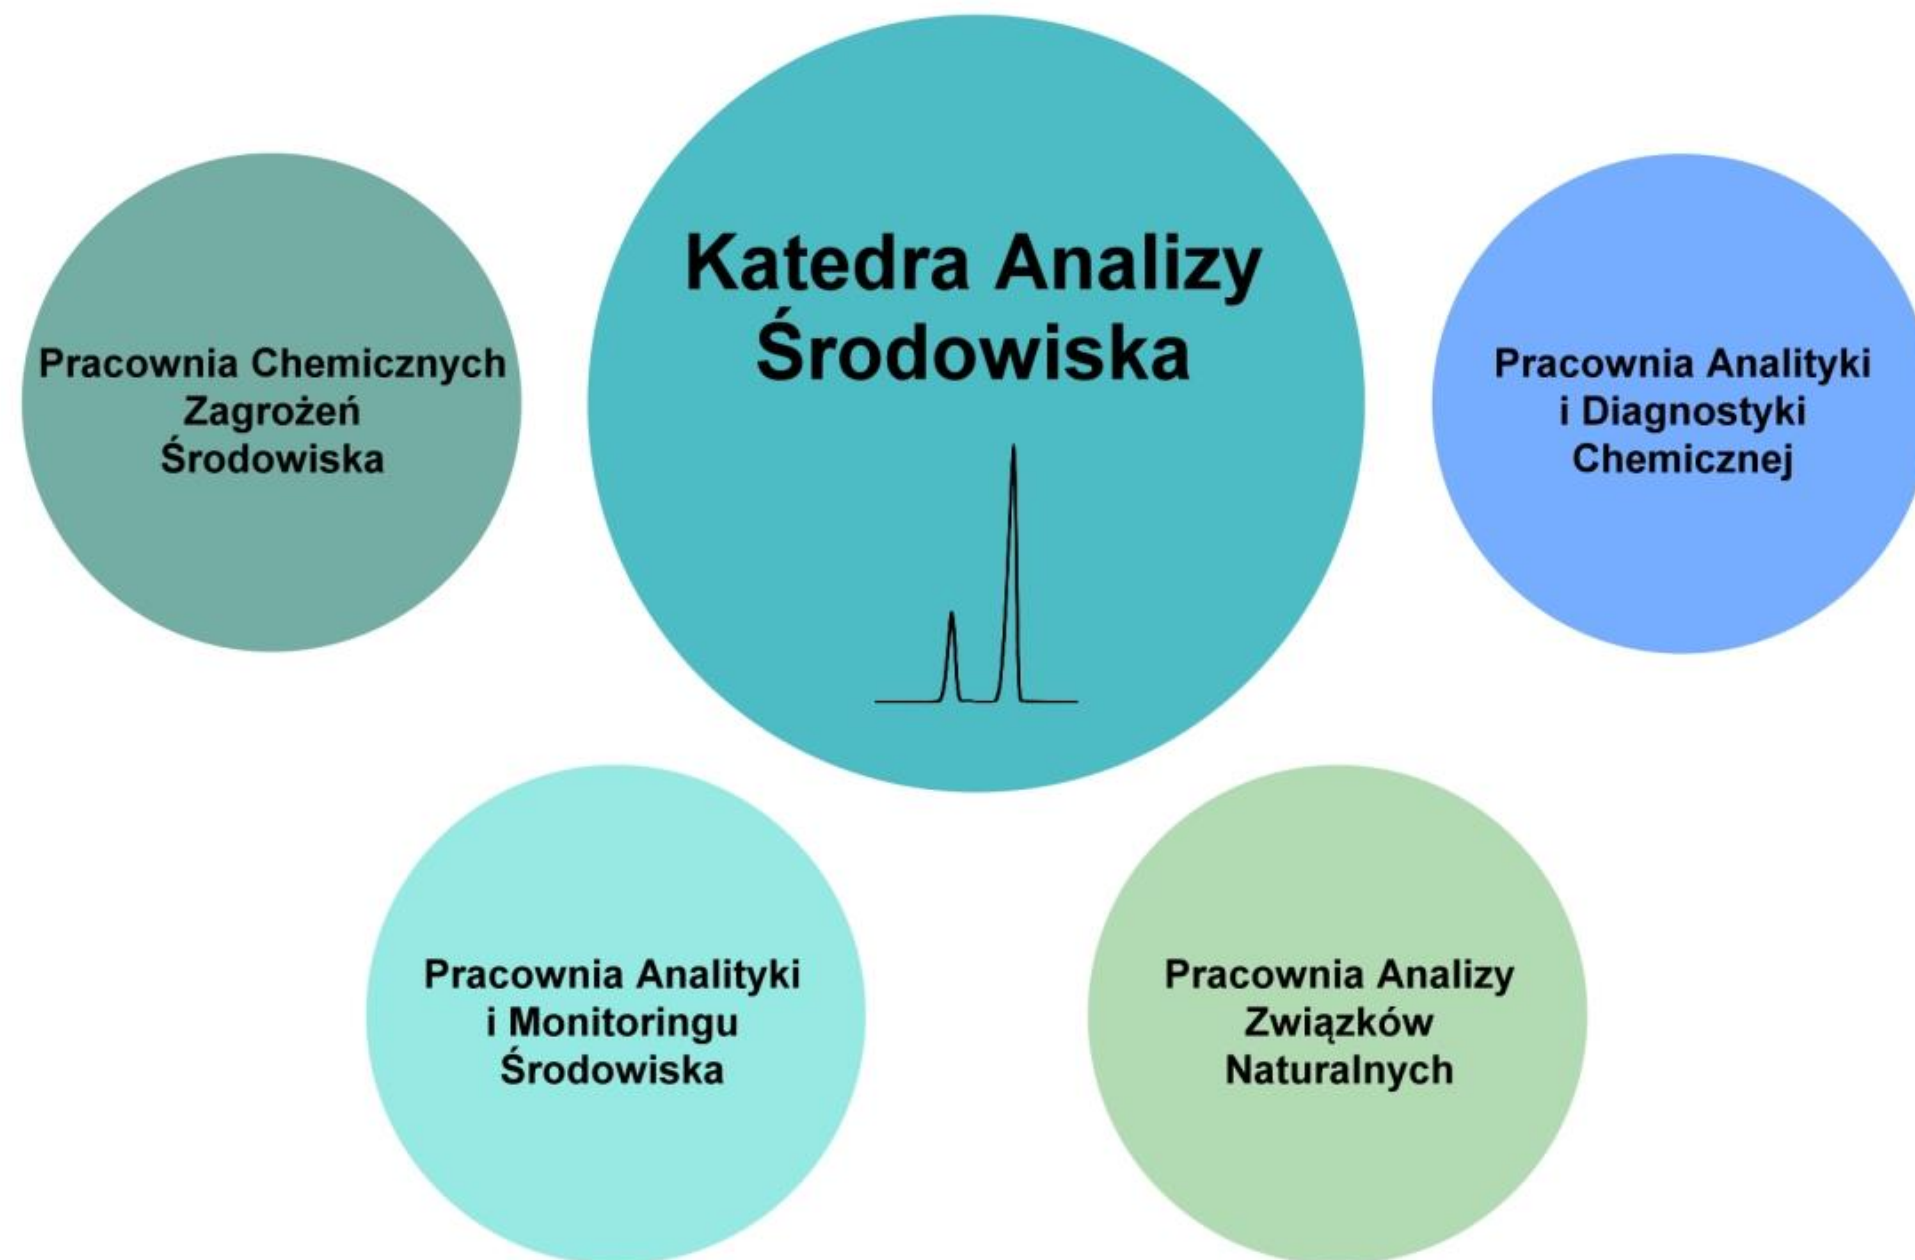 Katedra Analizy
Środowiska
Pracownia Chemicznych
Zagrożeń
Środowiska
Pracownia Analityki
i Diagnostyki
Chemicznej
Pracownia Analityki
i Monitoringu
Środowiska
Pracownia Analizy
Związków
Naturalnych